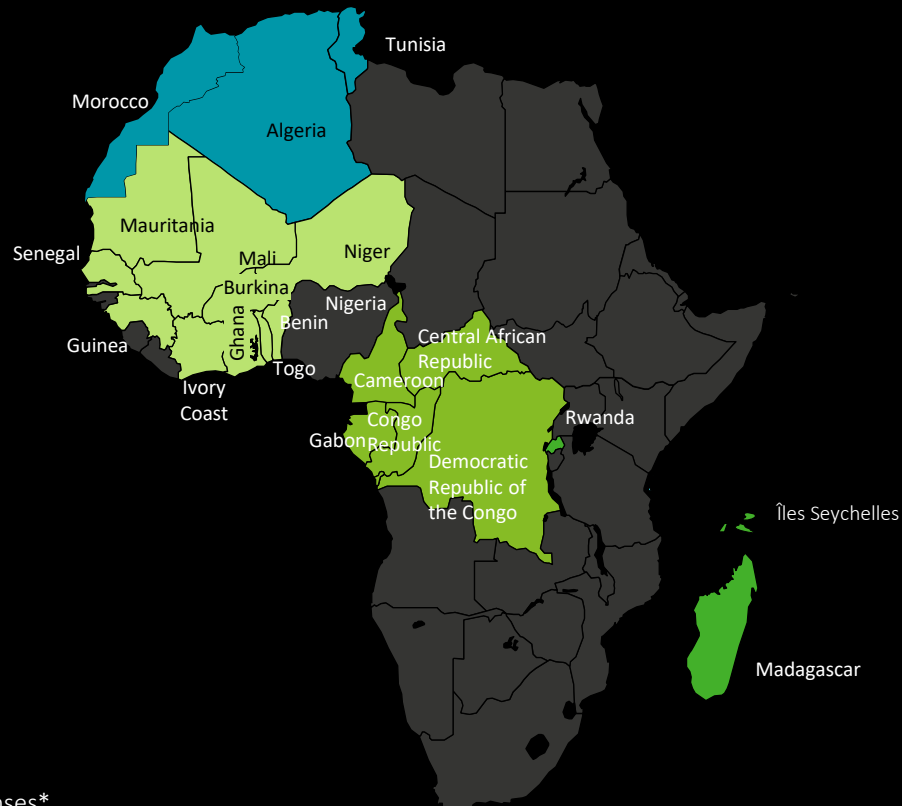 Tunisia
Morocco
Algeria
Mauritania
Senegal
Mali
Niger
Burkina
Nigeria
Ghana
Benin
Guinea
Togo
Ivory
Coast
Central African
Republic
Cameroon
Rwanda
Gabon
Congo
Republic
Democratic
Republic of
the Congo
Îles Seychelles
Madagascar